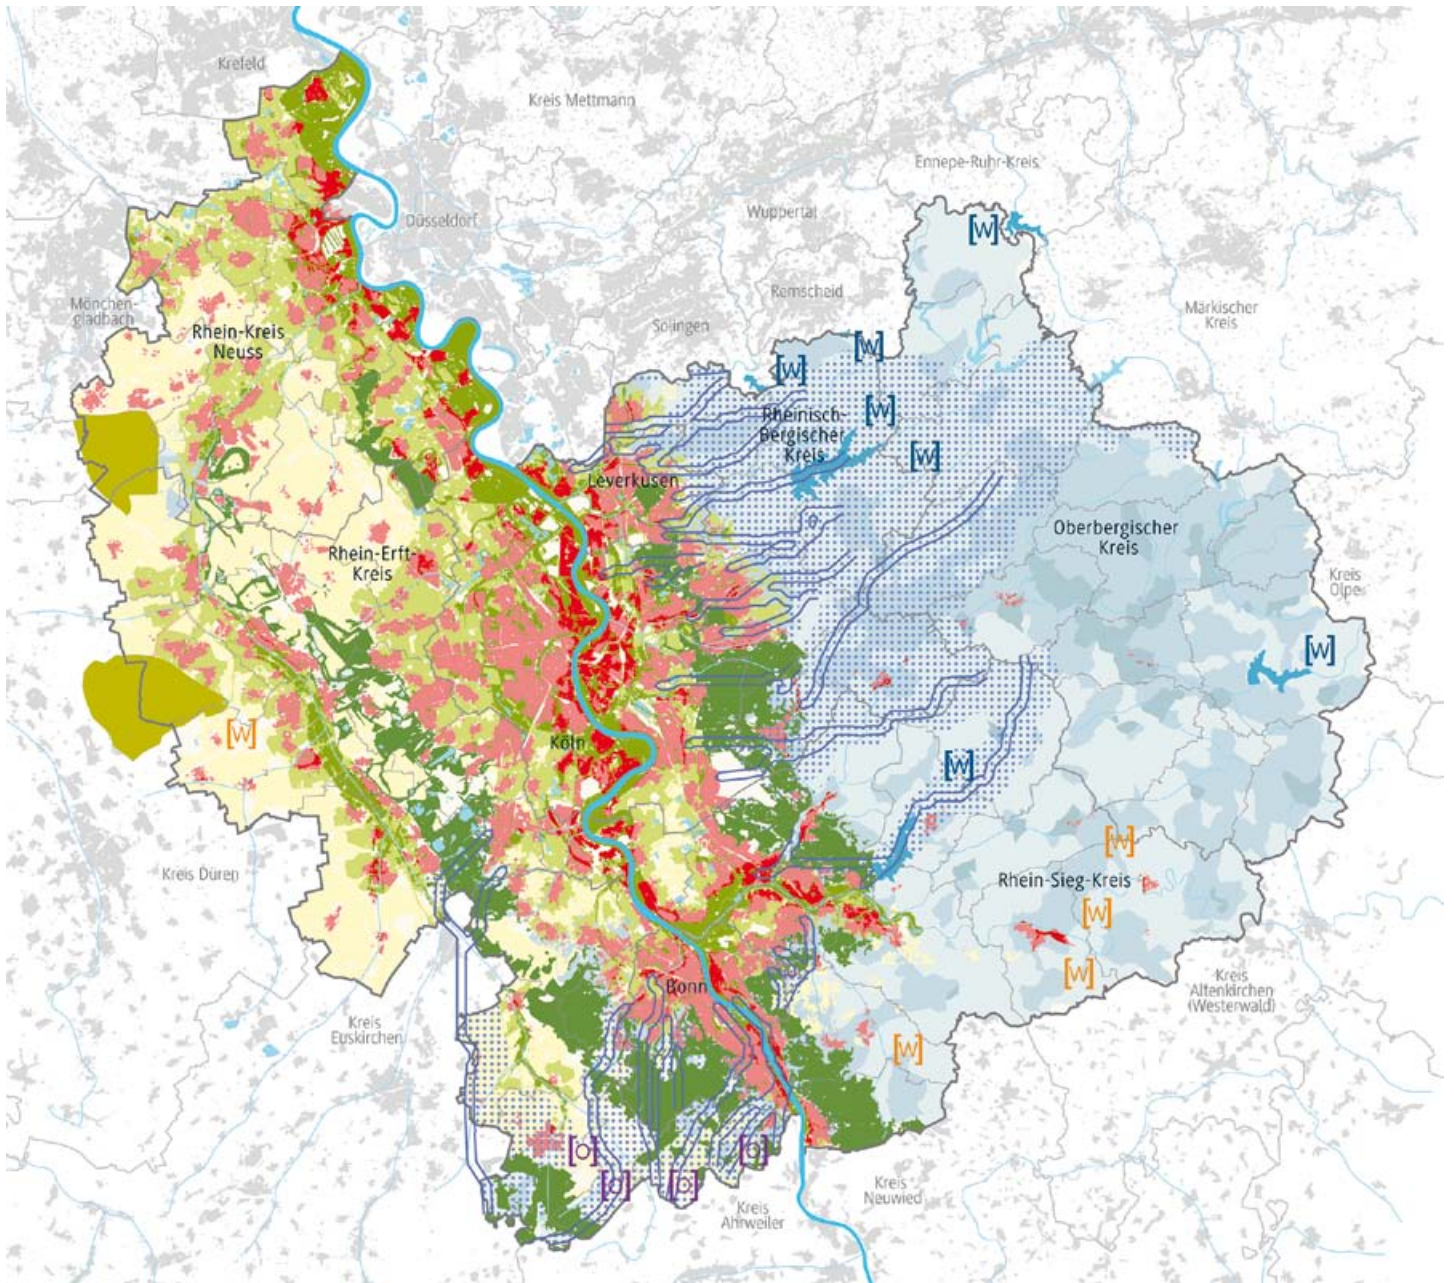 Krefeld
Kreis Mettmann
Ennepe-Ruhr-Kreis
Wuppertal
Düsseldorf
[W]
Remscheid
Mönchen-
gladbach
Märkischer
Kreis
Solingen
Rhein-Kreis
Neuss
[W]
[W]
[W]
Rheinisch-
Bergischer
Kreis
[W]
Leverkusen
Oberbergischer
Kreis
Rhein-Erft-
Kreis
Kreis
Olpe
[W]
[W]
Köln
[W]
[W]
Kreis Düren
Rhein-Sieg-Kreis
[W]
[W]
Kreis
Altenkirchen
(Westerwald)
Bonn
Kreis
Euskirchen
[W]
[O]
[O]
[O]
[O]
Kreis
Neuwied
Kreis
Ahrweiler